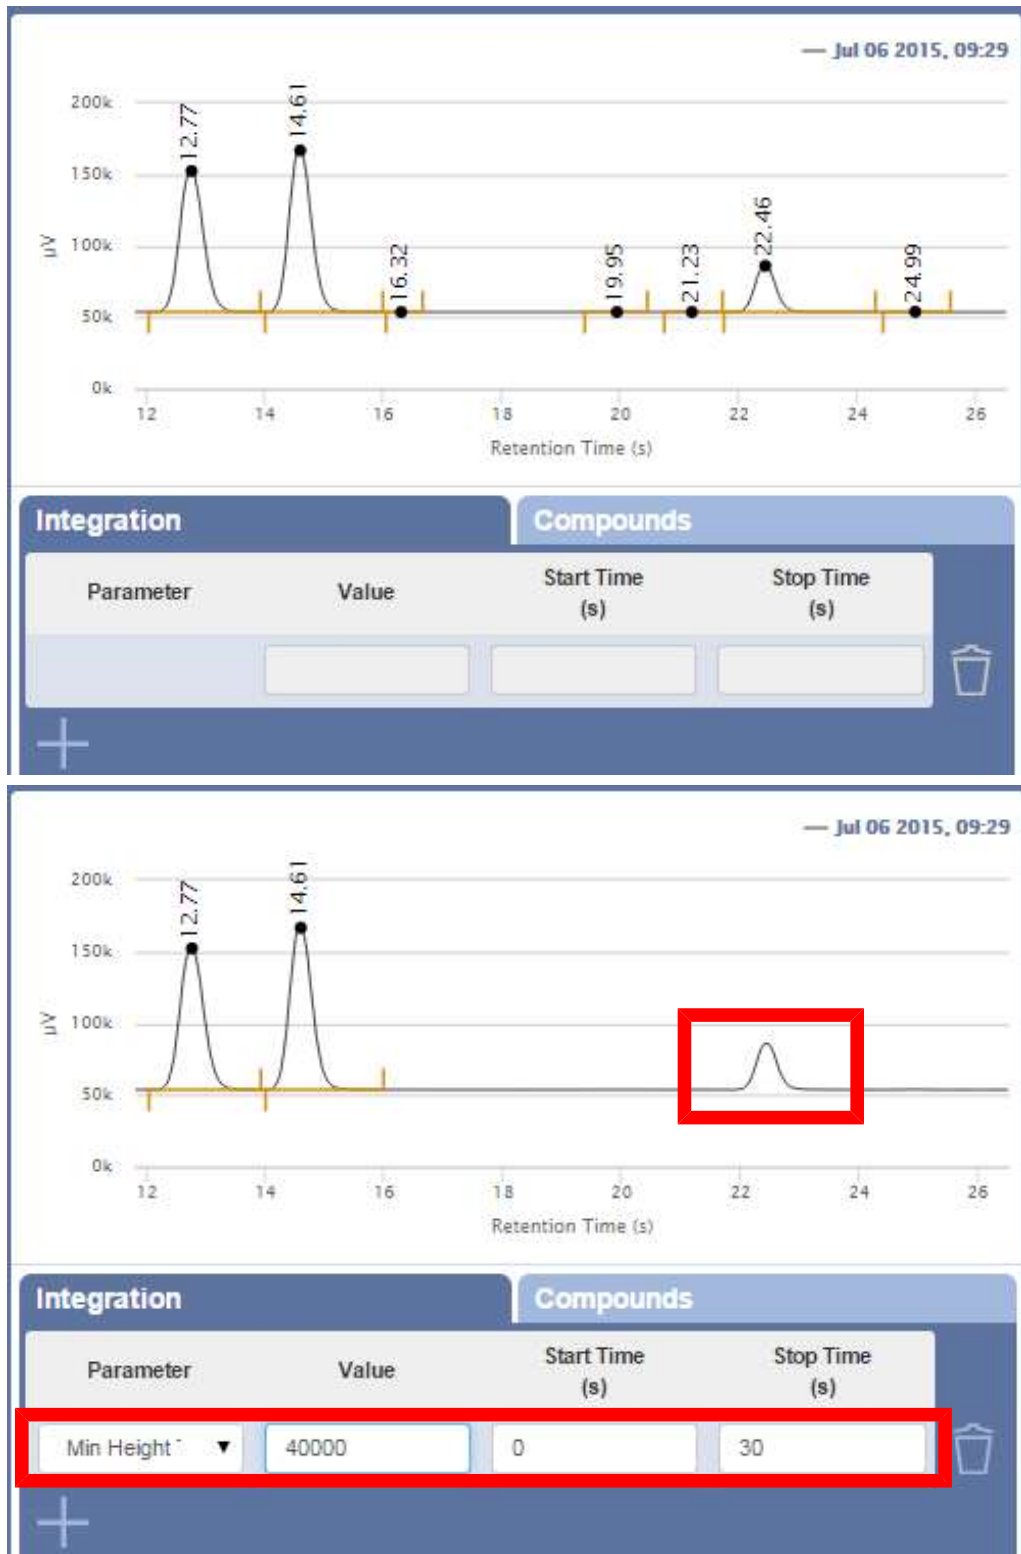 — Jul 06 2015, 09:29
200k
150k
100k
50k
0k
µV
12.77
14.61
16.32
19.95
21.23
22.46
24.99
12 14 16 18 20 22 24 26
Retention Time (s)
Integration Compounds
Parameter Value Start Time (s) Stop Time (s)
— Jul 06 2015, 09:29
200k
150k
100k
50k
0k
µV
12.77
14.61
12 14 16 18 20 22 24 26
Retention Time (s)
Integration Compounds
Parameter Value Start Time (s) Stop Time (s)
Min Height 40000 0 30